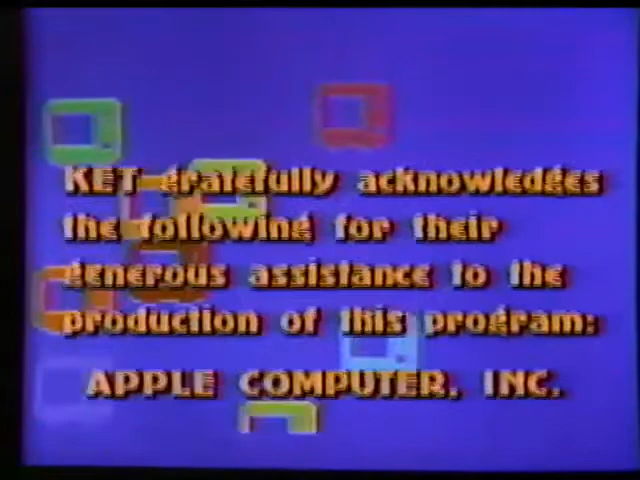 KET gratefully acknowledges
the following for their
generous assistance to the
production of this program:
APPLE COMPUTER, INC.